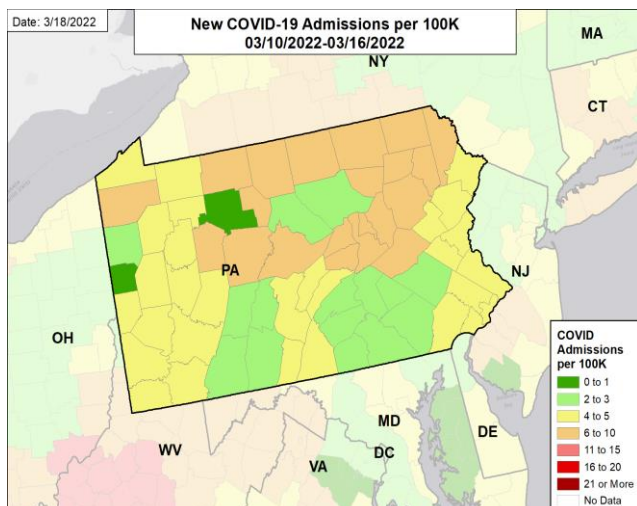 Date: 3/18/2022
New COVID-19 Admissions per 100K
03/10/2022-03/16/2022
MA
NY
CT
PA
NJ
OH
COVID
Admissions
per 100K
0 to 1
2 to 3
4 to 5
6 to 10
11 to 15
16 to 20
21 or More
No Data
MD
DE
WV
VA
DC